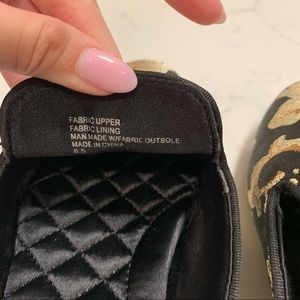 FABRIC UPPER
FABRIC LINING
MAN MADE W/FABRIC OUTSOLE
MADE IN CHINA
6.5